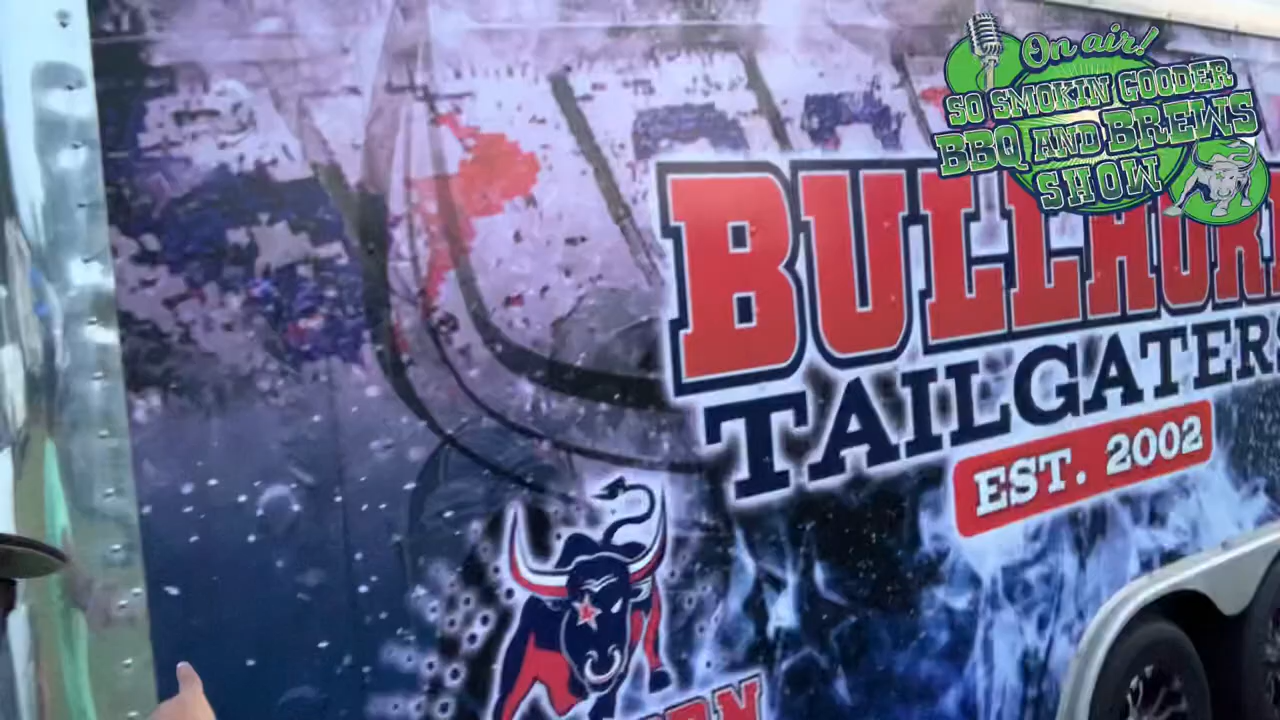 On air!
SO SMOKIN GOODER
BBQ AND BREWS
SHOW
TAILGATERS
EST. 2002